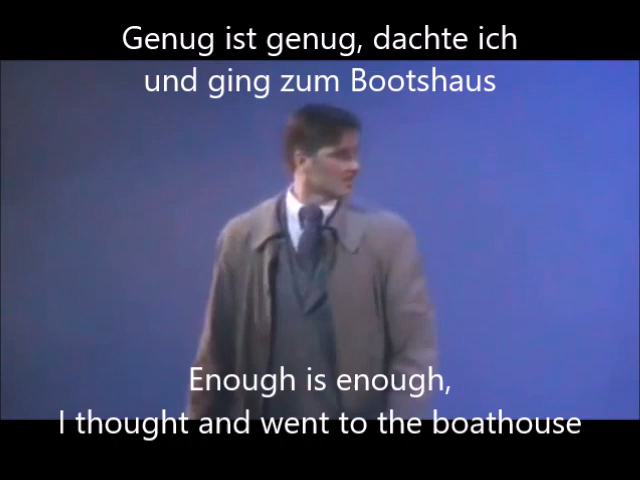 Genug ist genug, dachte ich
und ging zum Bootshaus
Enough is enough,
I thought and went to the boathouse